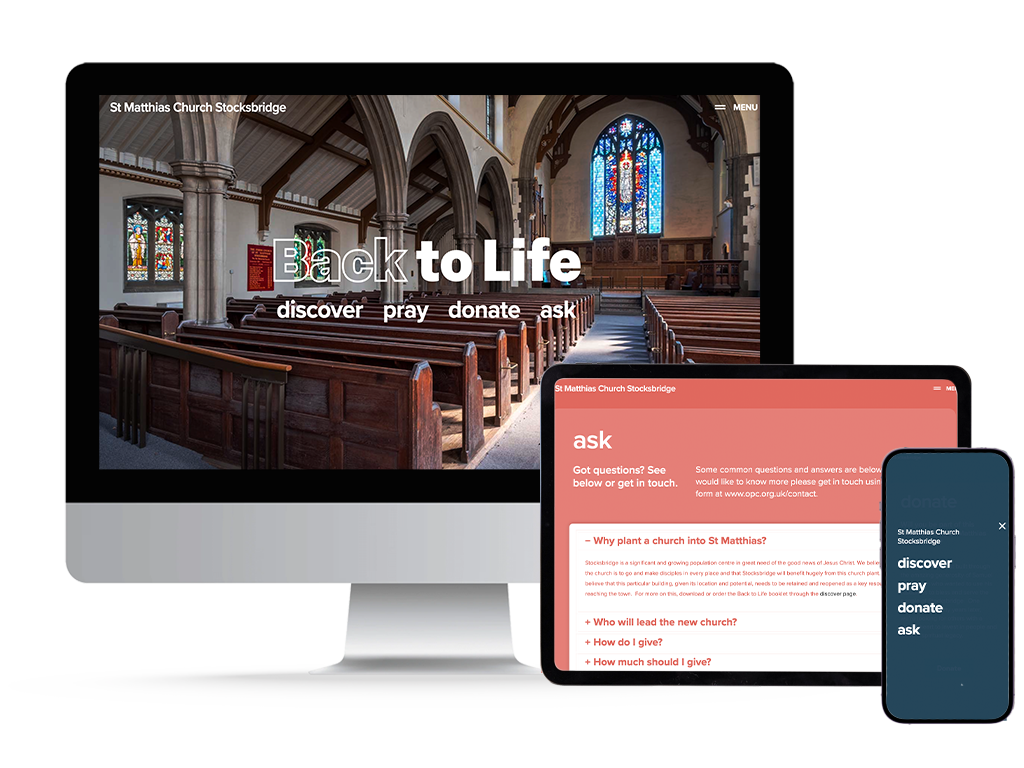 St Matthias Church Stocksbridge
MENU
Back to Life
discover pray donate ask
St Matthias Church Stocksbridge
ask
Got questions? See
below or get in touch.
Some common questions and answers are below
would like to know more please get in touch usin
form at www.opc.org.uk/contact.
– Why plant a church into St Matthias?
Stocksbridge is a significant and growing population centre in great need of the good news of Jesus Christ. We belie
the church is to go and make disciples in every place and that Stocksbridge will benefit hugely from this church plant.
believe that this particular building, given its location and potential, needs to be retained and reopened as a key reso
reaching the town. For more on this, download or order the Back to Life booklet through the discover page.
+ Who will lead the new church?
+ How do I give?
+ How much should I give?
donate
St Matthias Church
Stocksbridge
discover
pray
donate
ask